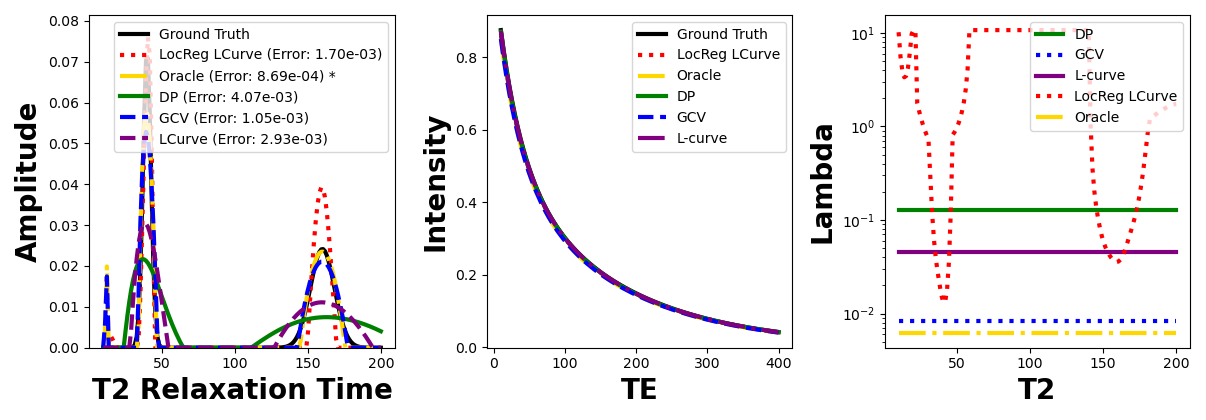 Amplitude
0.08
0.07
0.06
0.05
0.04
0.03
0.02
0.01
0.00
Ground Truth
LocReg LCurve (Error: 1.70e-03)
Oracle (Error: 8.69e-04) *
DP (Error: 4.07e-03)
GCV (Error: 1.05e-03)
LCurve (Error: 2.93e-03)
50
100
150
200
T2 Relaxation Time
Intensity
0.8
0.6
0.4
0.2
0.0
Ground Truth
LocReg LCurve
Oracle
DP
GCV
L-curve
0
100
200
300
400
TE
Lambda
10¹
10⁰
10⁻¹
10⁻²
DP
GCV
L-curve
LocReg LCurve
Oracle
50
100
150
200
T2